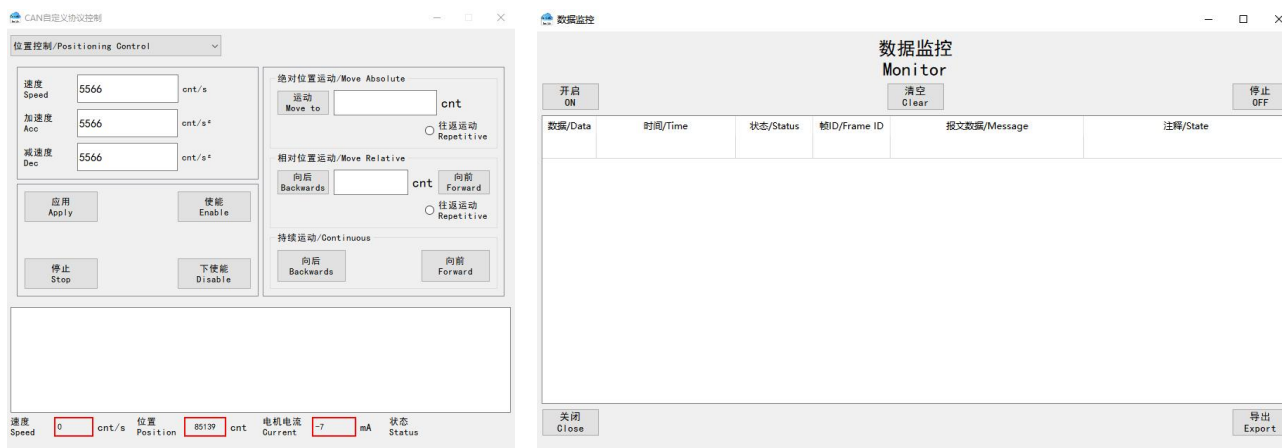 CAN自定义协议控制
位置控制/Positioning Control
速度
Speed
5566
cnt/s
加速度
Acc
5566
cnt/s²
减速度
Dec
5566
cnt/s²
应用
Apply
使能
Enable
停止
Stop
下使能
Disable
绝对位置运动/Move Absolute
运动
Move to
cnt
往返运动
Repetitive
相对位置运动/Move Relative
向后
Backwards
cnt
向前
Forward
往返运动
Repetitive
持续运动/Continuous
向后
Backwards
向前
Forward
速度
Speed
0
cnt/s
位置
Position
85139
cnt
电机电流
Current
-7
mA
状态
Status
数据监控
数据监控
Monitor
开启
ON
清空
Clear
停止
OFF
数据/Data 时间/Time 状态/Status 帧ID/Frame ID 报文数据/Message 注释/State
关闭
Close
导出
Export